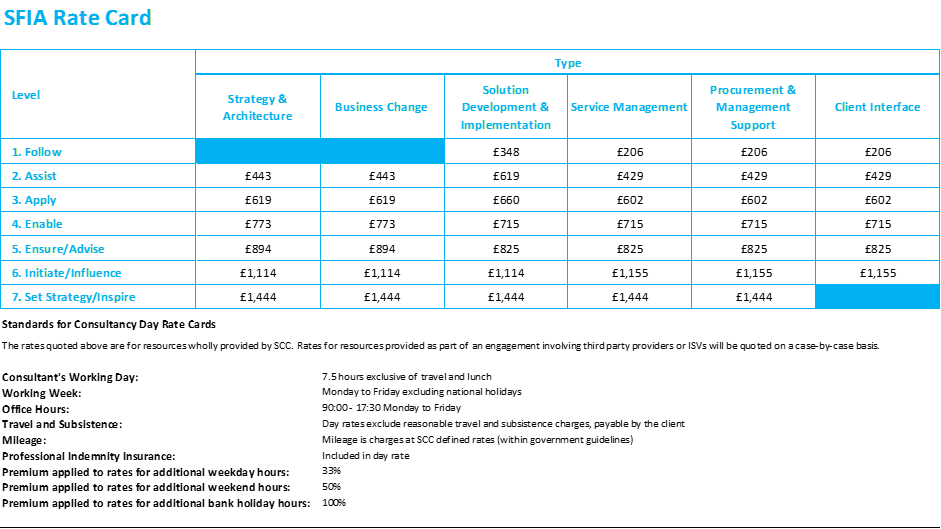 SFIA Rate Card
Type
Level
Strategy & Architecture
Business Change
Solution Development & Implementation
Service Management
Procurement & Management Support
Client Interface
1. Follow £348 £206 £206 £206
2. Assist £443 £443 £619 £429 £429 £429
3. Apply £619 £619 £660 £602 £602 £602
4. Enable £773 £773 £715 £715 £715 £715
5. Ensure/Advise £894 £894 £825 £825 £825 £825
6. Initiate/Influence £1,114 £1,114 £1,114 £1,155 £1,155 £1,155
7. Set Strategy/Inspire £1,444 £1,444 £1,444 £1,444 £1,444
Standards for Consultancy Day Rate Cards
The rates quoted above are for resources wholly provided by SCC. Rates for resources provided as part of an engagement involving third party providers or ISVs will be quoted on a case-by-case basis.
Consultant's Working Day: 7.5 hours exclusive of travel and lunch
Working Week: Monday to Friday excluding national holidays
Office Hours: 90:00 - 17:30 Monday to Friday
Travel and Subsistence: Day rates exclude reasonable travel and subsistence charges, payable by the client
Mileage: Mileage is charges at SCC defined rates (within government guidelines)
Professional Indemnity Insurance: Included in day rate
Premium applied to rates for additional weekday hours: 33%
Premium applied to rates for additional weekend hours: 50%
Premium applied to rates for additional bank holiday hours: 100%